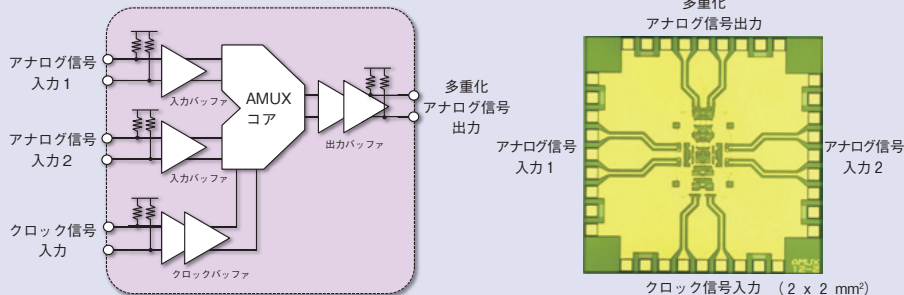 アナログ信号
入力1
アナログ信号
入力2
クロック信号
入力
入力バッファ
入力バッファ
クロックバッファ
AMUX
コア
出力バッファ
多重化
アナログ信号
出力
多重化
アナログ信号出力
アナログ信号
入力1
アナログ信号
入力2
AMUX
クロック信号入力 (2 x 2 mm²)